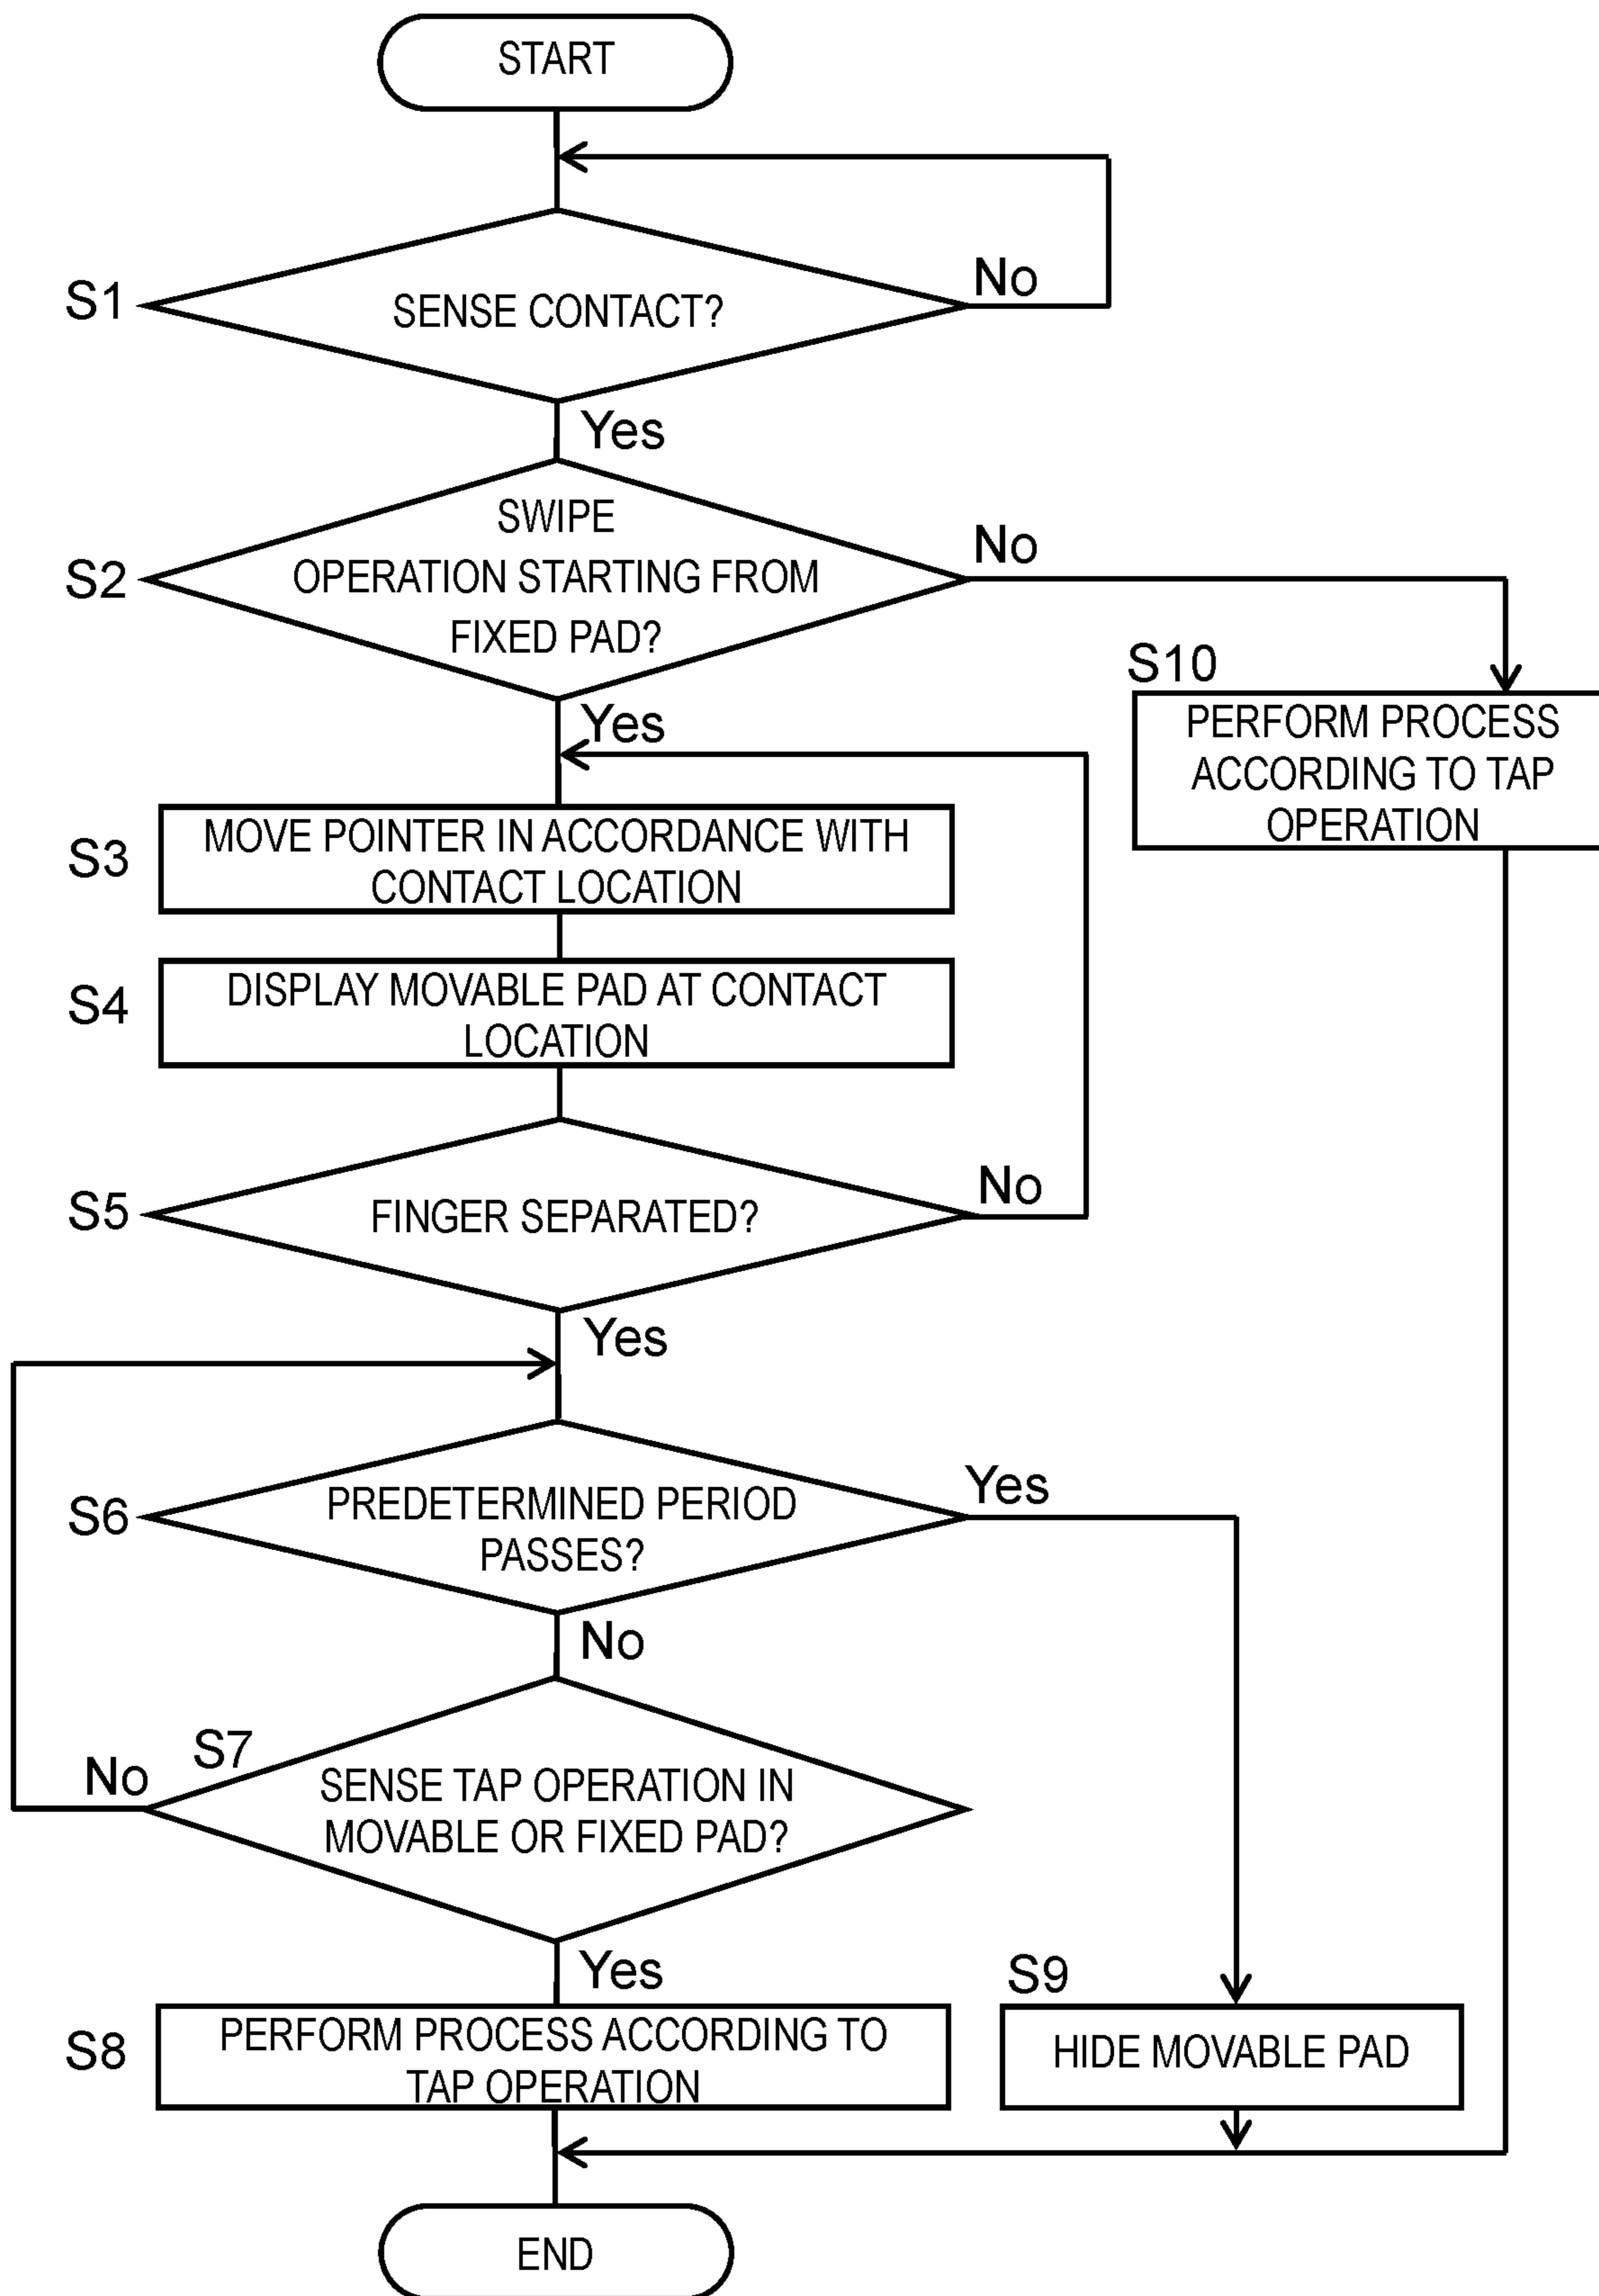 START
S1
SENSE CONTACT?
No
Yes
S2
SWIPE
OPERATION STARTING FROM
FIXED PAD?
No
Yes
S10
PERFORM PROCESS
ACCORDING TO TAP
OPERATION
S3
MOVE POINTER IN ACCORDANCE WITH
CONTACT LOCATION
S4
DISPLAY MOVABLE PAD AT CONTACT
LOCATION
S5
FINGER SEPARATED?
No
Yes
S6
PREDETERMINED PERIOD
PASSES?
Yes
No
S7
No
SENSE TAP OPERATION IN
MOVABLE OR FIXED PAD?
Yes
S8
PERFORM PROCESS ACCORDING TO
TAP OPERATION
S9
HIDE MOVABLE PAD
END